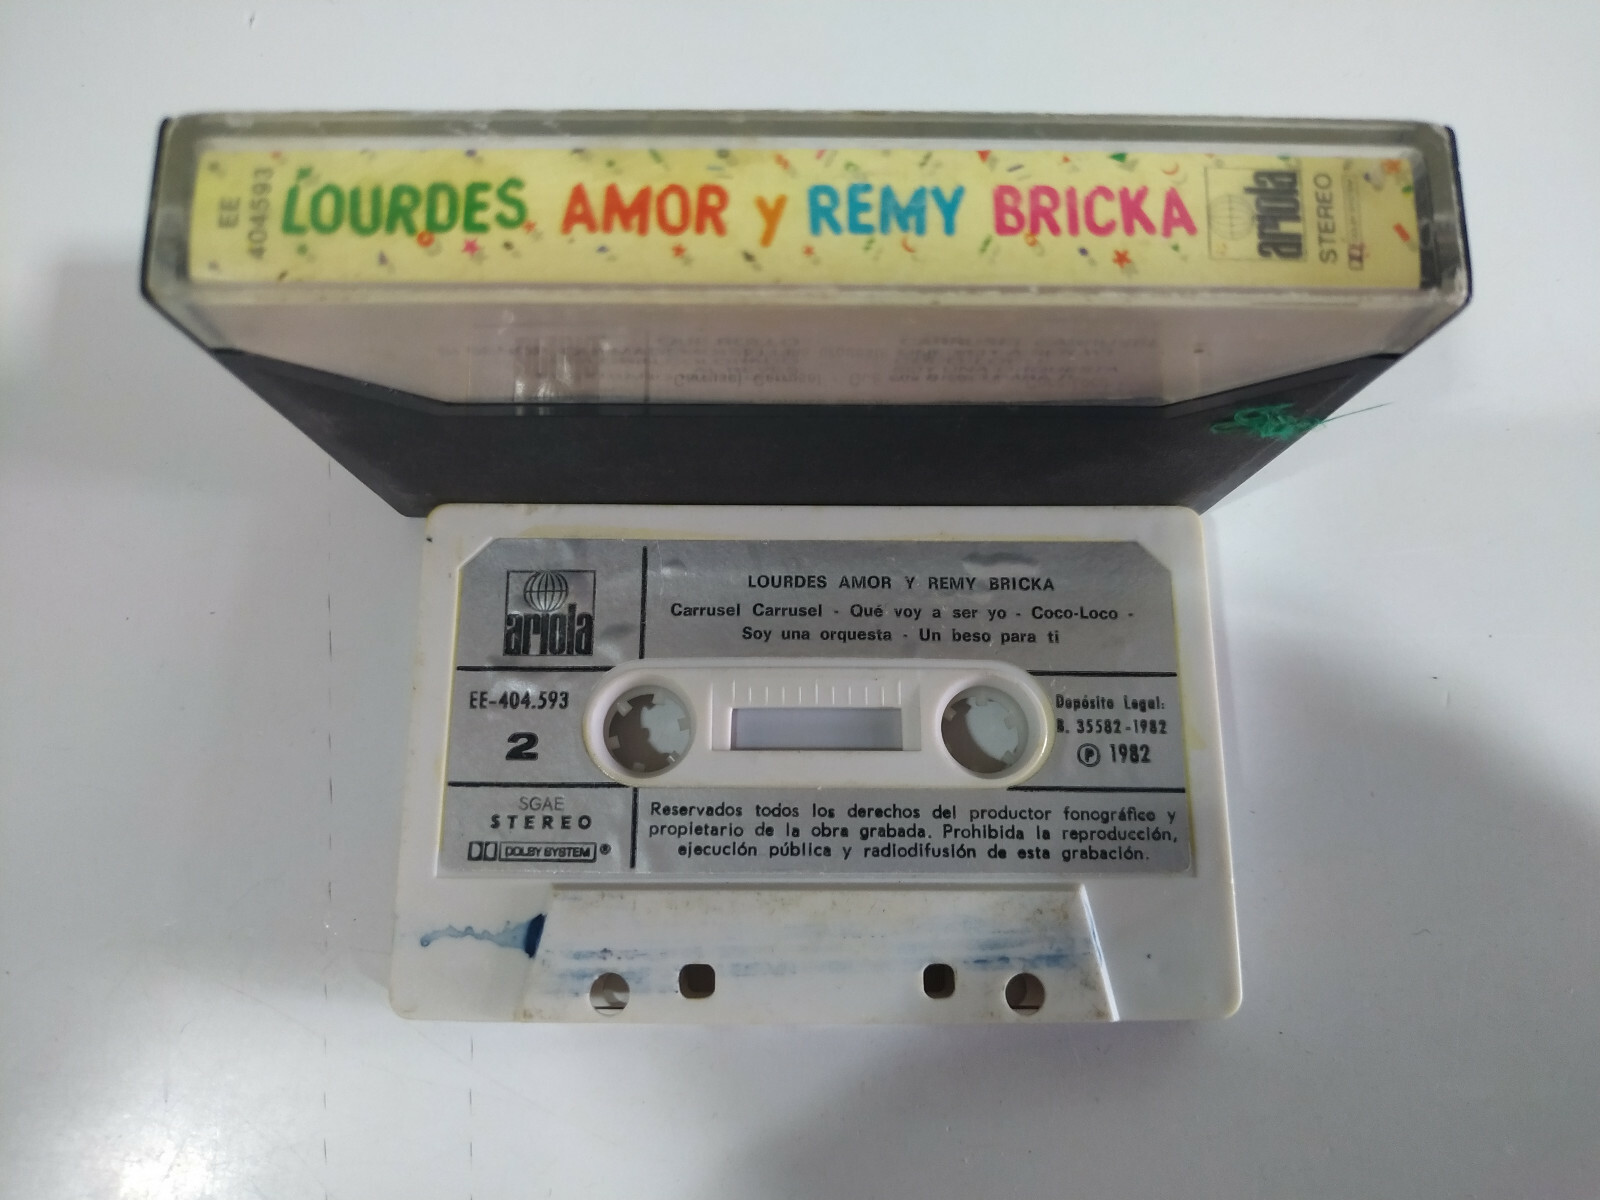 EE
404593
LOURDES AMOR y REMY BRICKA
ariola
STEREO
ariola
LOURDES AMOR Y REMY BRICKA
Carrusel Carrusel - Qué voy a ser yo - Coco-Loco -
Soy una orquesta - Un beso para ti
EE-404.593
2
Depósito Legal:
B. 35582-1982
Ⓟ 1982
SGAE
STEREO
DOLBY SYSTEM ®
Reservados todos los derechos del productor fonográfico y
propietario de la obra grabada. Prohibida la reproducción,
ejecución pública y radiodifusión de esta grabación.